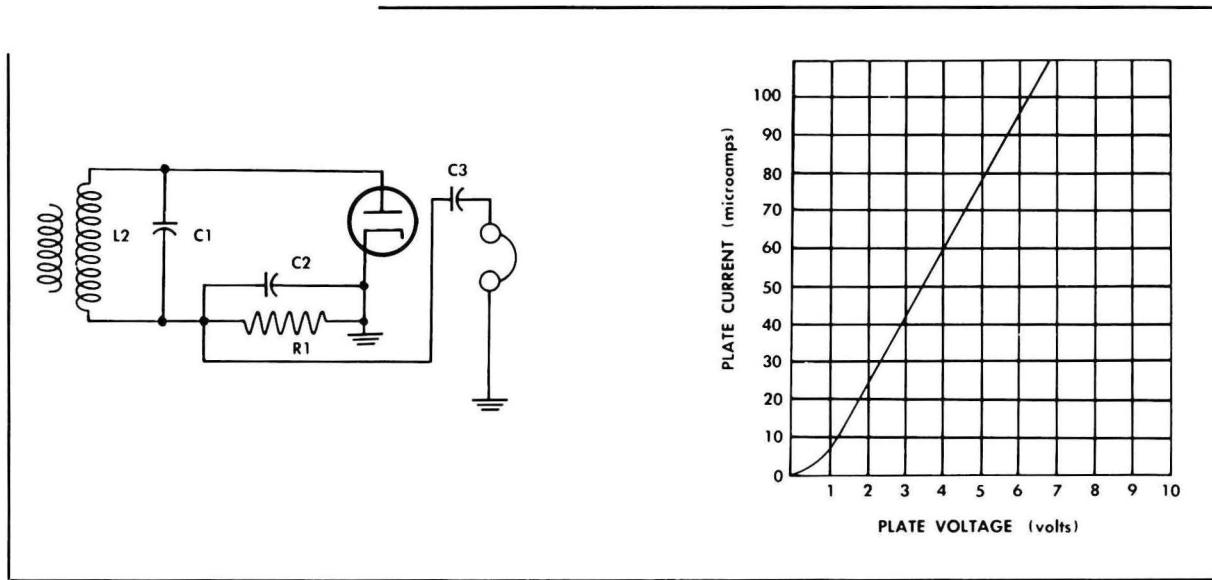 L2
C1
C2
R1
C3
PLATE CURRENT (microamps)
100
90
80
70
60
50
40
30
20
10
0
1 2 3 4 5 6 7 8 9 10
PLATE VOLTAGE (volts)